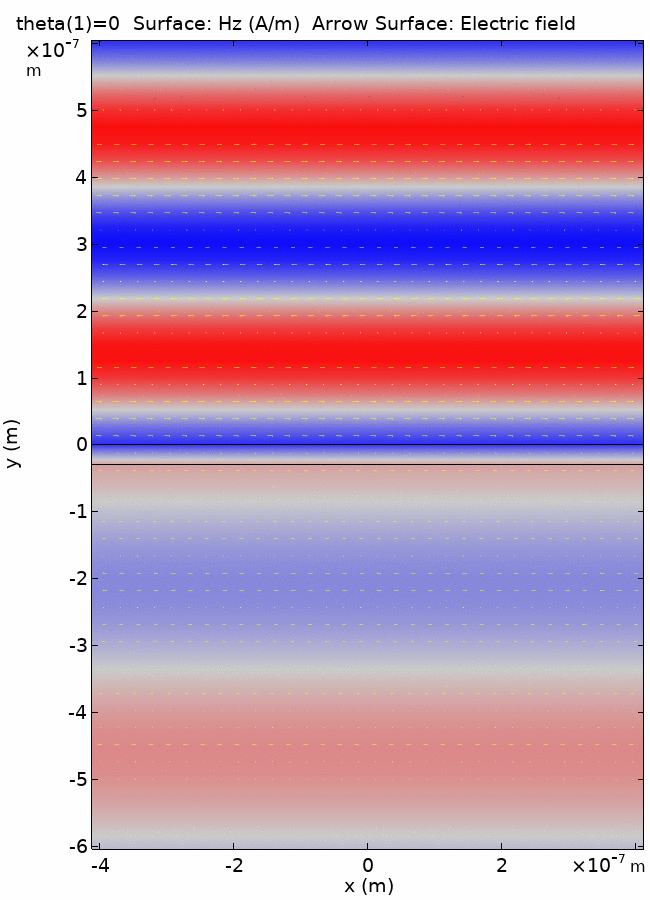 theta(1)=0 Surface: Hz (A/m) Arrow Surface: Electric field
×10⁻⁷
m
5
4
3
2
1
0
-1
-2
-3
-4
-5
-6
y (m)
-4 -2 0 2 ×10⁻⁷ m
x (m)